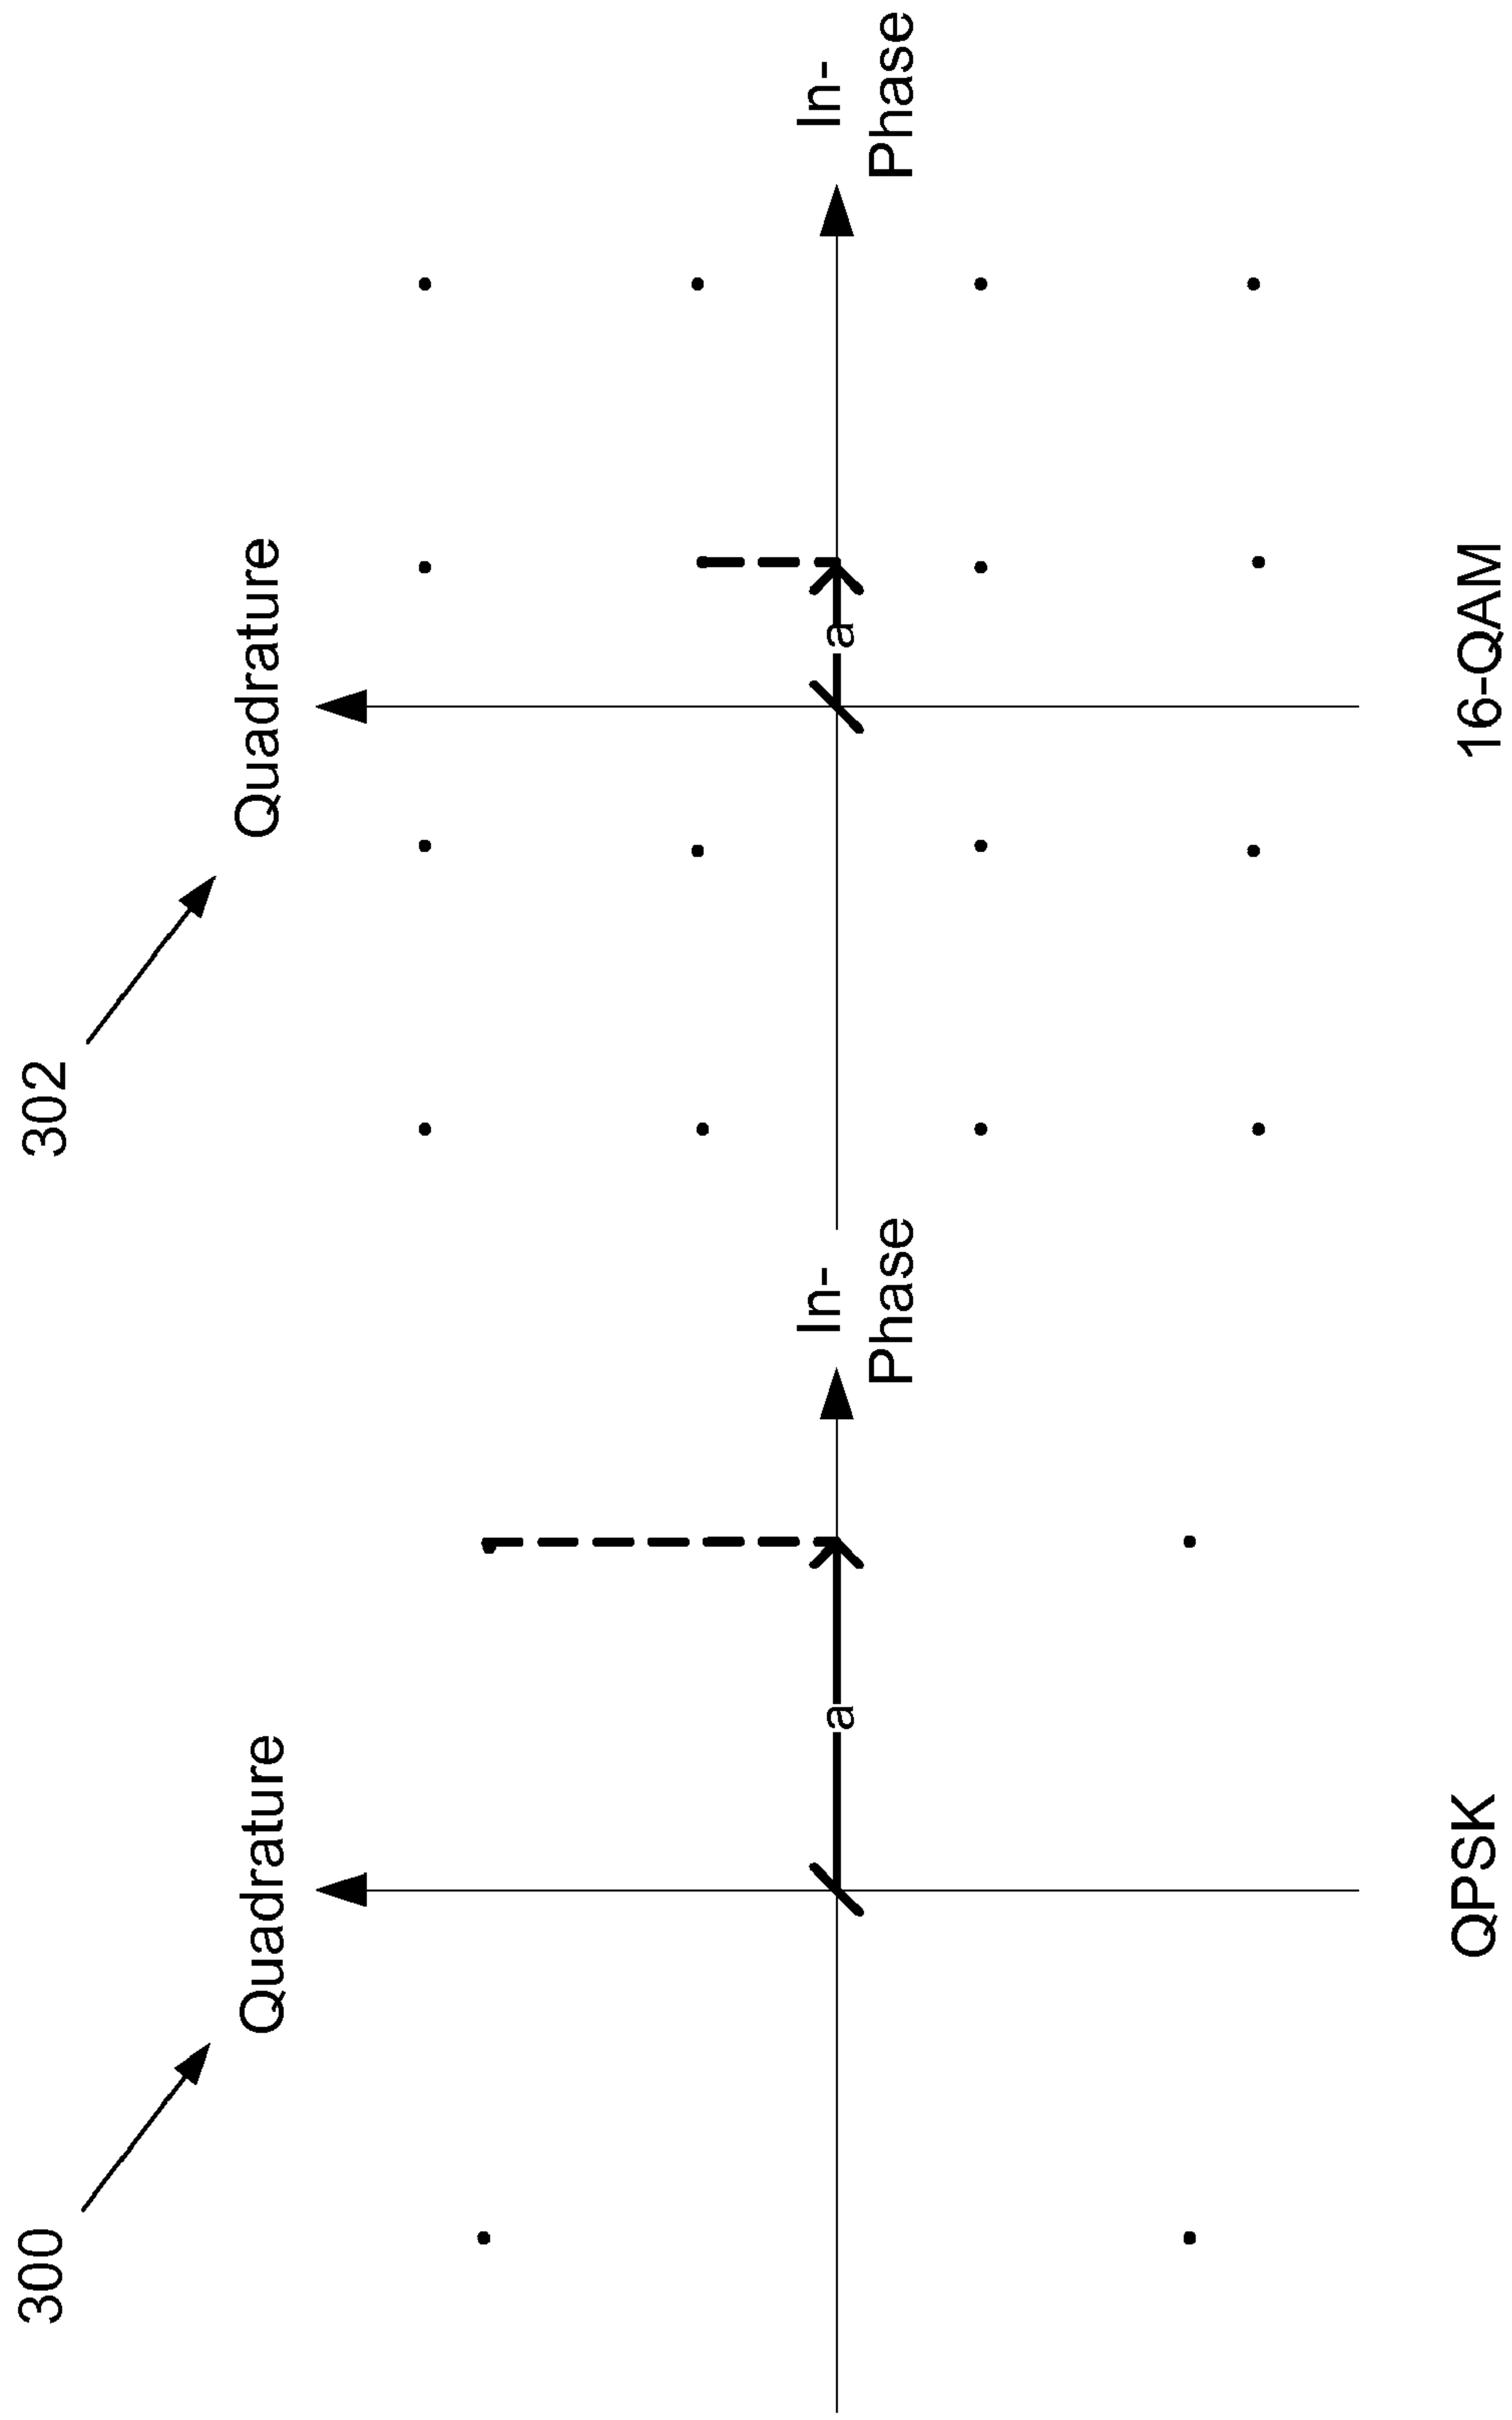 300
302
Quadrature
Quadrature
a
In-
Phase
a
In-
Phase
QPSK
16-QAM